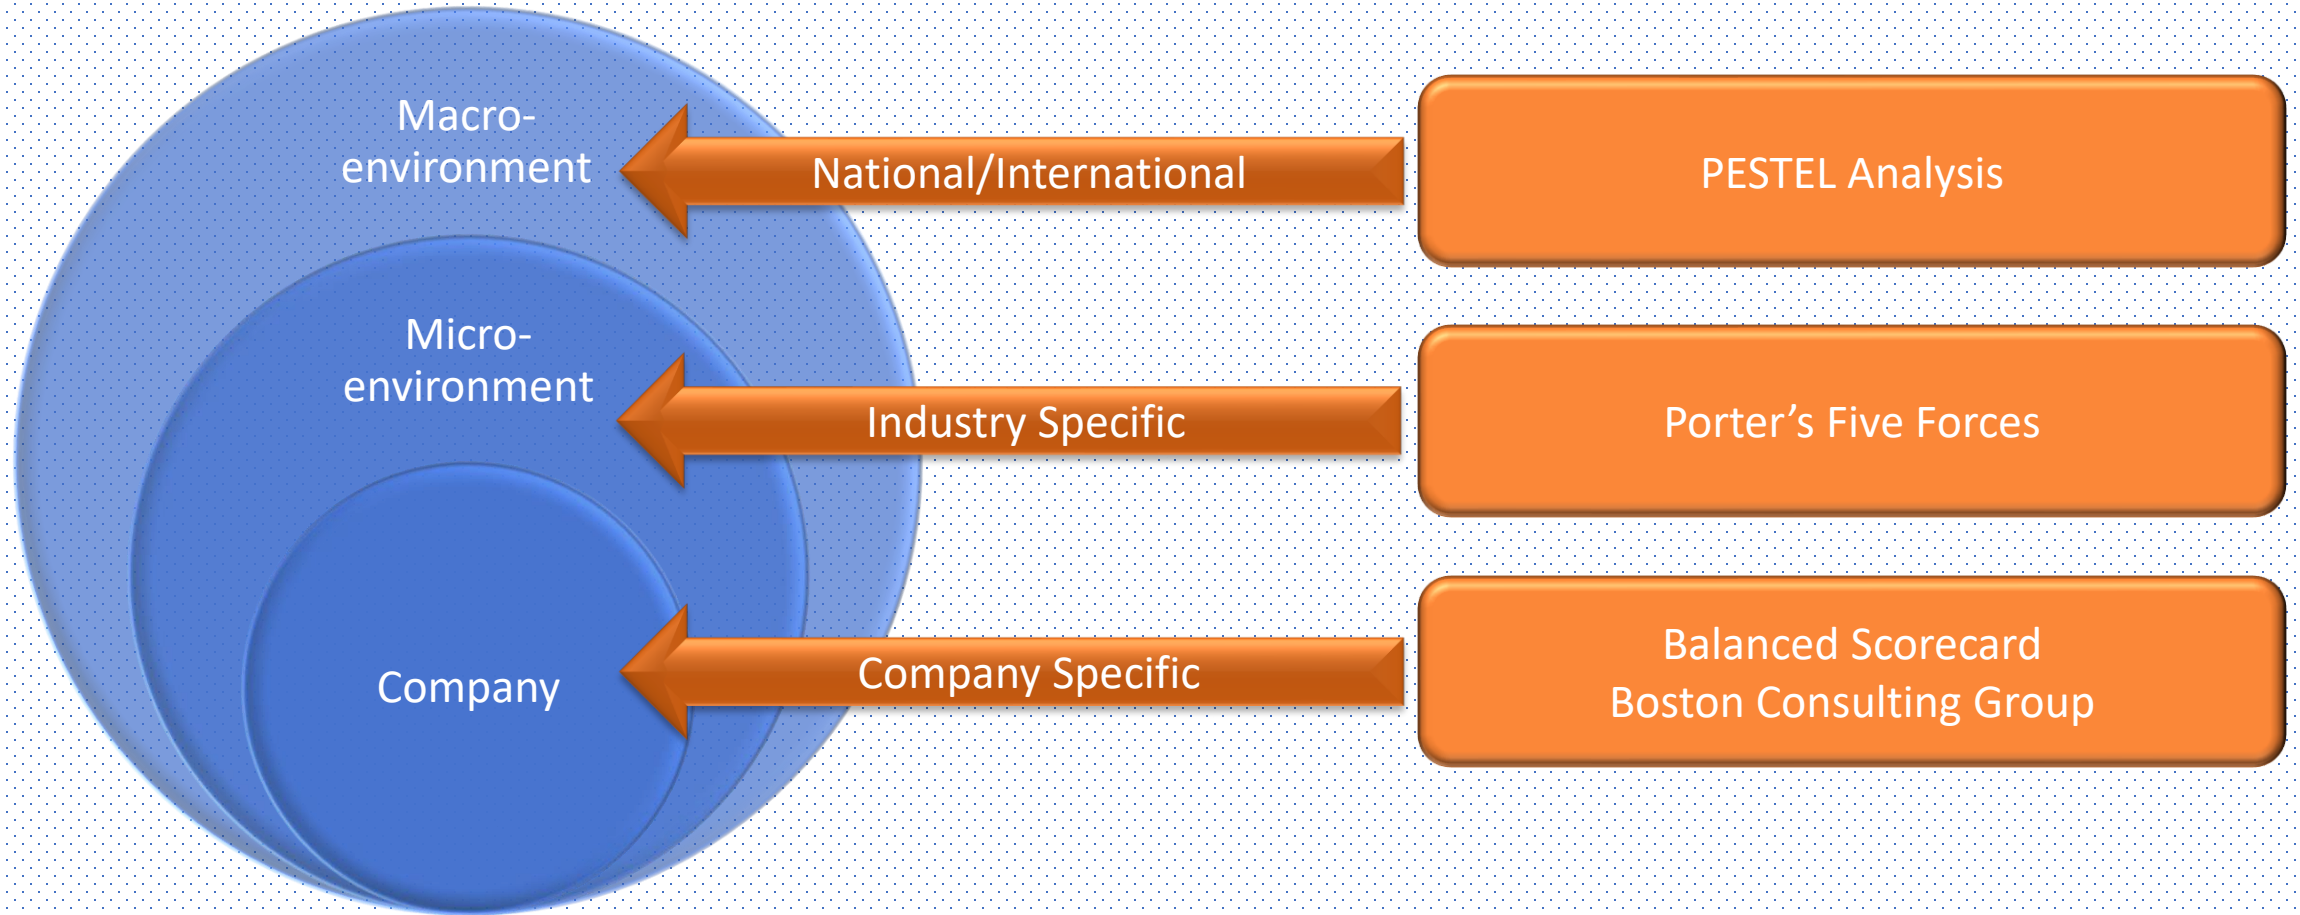 Macro-
environment
National/International
PESTEL Analysis
Micro-
environment
Industry Specific
Porter’s Five Forces
Company
Company Specific
Balanced Scorecard
Boston Consulting Group